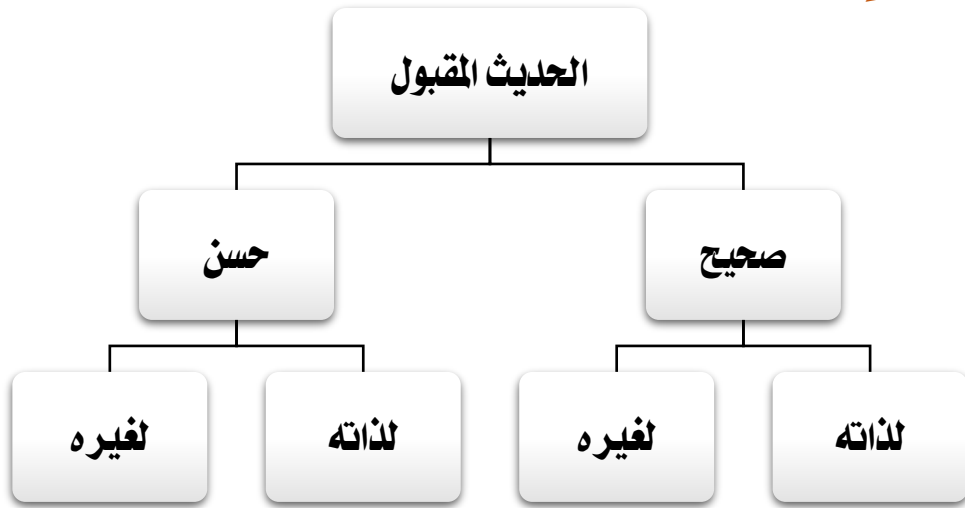 الحديث المقبول
صحيح
حسن
لذاته
لغيره
لذاته
لغيره